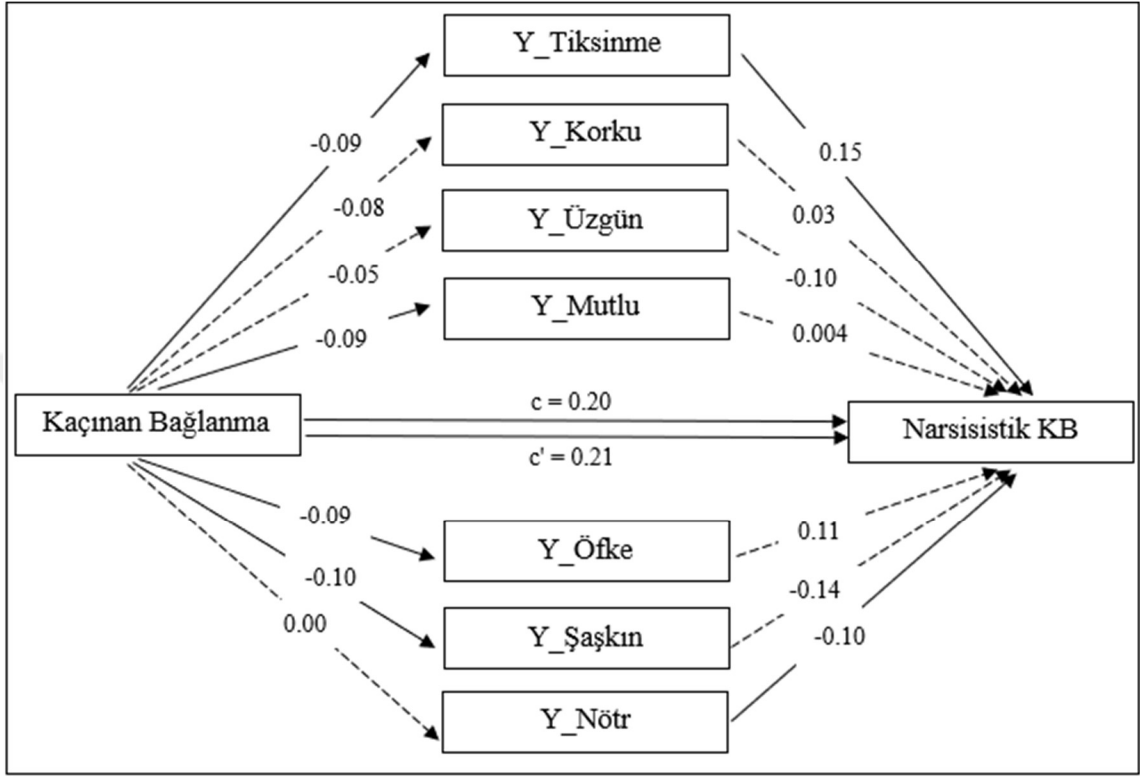 Y_Tiksinme
-0.09
0.15
Y_Korku
-0.08
0.03
Y_Üzgün
-0.05
-0.10
Y_Mutlu
-0.09
0.004
Kaçınan Bağlanma
c = 0.20
c' = 0.21
Narsisistik KB
-0.09
Y_Öfke
0.11
-0.10
Y_Şaşkın
-0.14
0.00
Y_Nötr
-0.10